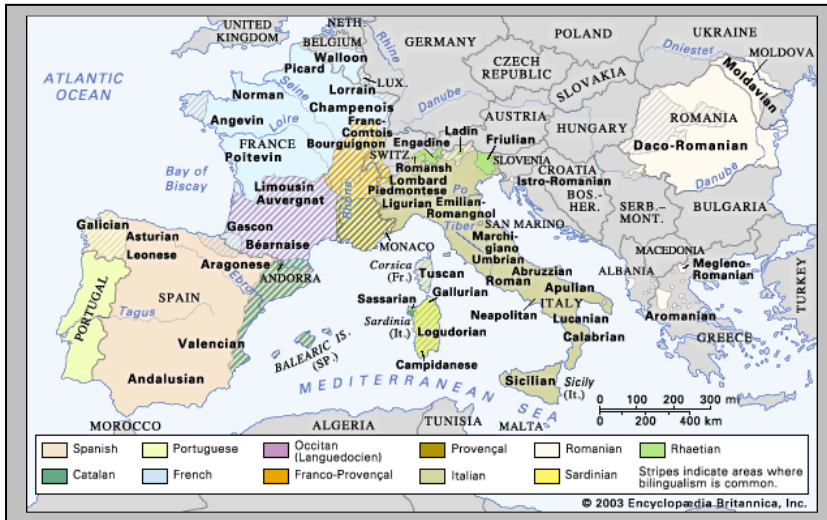 UNITED
KINGDOM
NETH.
BELGIUM
Rhine
GERMANY
POLAND
UKRAINE
Dniester
MOLDOVA
Moldavian
ATLANTIC
OCEAN
Walloon
Picard
LUX.
CZECH
REPUBLIC
SLOVAKIA
Norman
Seine
Lorrain
Champenois
Danube
AUSTRIA
HUNGARY
ROMANIA
Angevin
Loire
Franc-
Comtois
Bourguignon
Engadine
Ladin
Friulian
Daco-Romanian
FRANCE
Poitevin
SWITZ.
Romansh
SLOVENIA
CROATIA
Istro-Romanian
Danube
Bay of
Biscay
Lombard
Piedmontese
Po
BOS.-
HER.
SERB.-
MONT.
BULGARIA
Limousin
Auvergnat
Rhône
Ligurian
Emilian-
Romangnol
SAN MARINO
Galician
Asturian
Leonese
Gascon
Béarnaise
MONACO
Tiber
Marchi-
giano
Umbrian
MACEDONIA
Megleno-
Romanian
Aragonese
ANDORRA
Corsica
(Fr.)
Tuscan
Abruzzian
Roman
Apulian
ALBANIA
TURKEY
PORTUGAL
SPAIN
Ebro
Sassarian
Gallurian
ITALY
Aromanian
Tagus
Sardinia
(It.)
Logudorian
Neapolitan
Lucanian
GREECE
Valencian
BALEARIC IS.
(SP.)
Calabrian
Campidanese
Andalusian
MEDITERRANEAN SEA
Sicilian
Sicily
(It.)
0 100 200 300 mi
0 200 400 km
MOROCCO
ALGERIA
TUNISIA
MALTA
Spanish
Portuguese
Occitan
(Languedocien)
Provençal
Romanian
Rhaetian
Catalan
French
Franco-Provençal
Italian
Sardinian
Stripes indicate areas where
bilingualism is common.
© 2003 Encyclopædia Britannica, Inc.